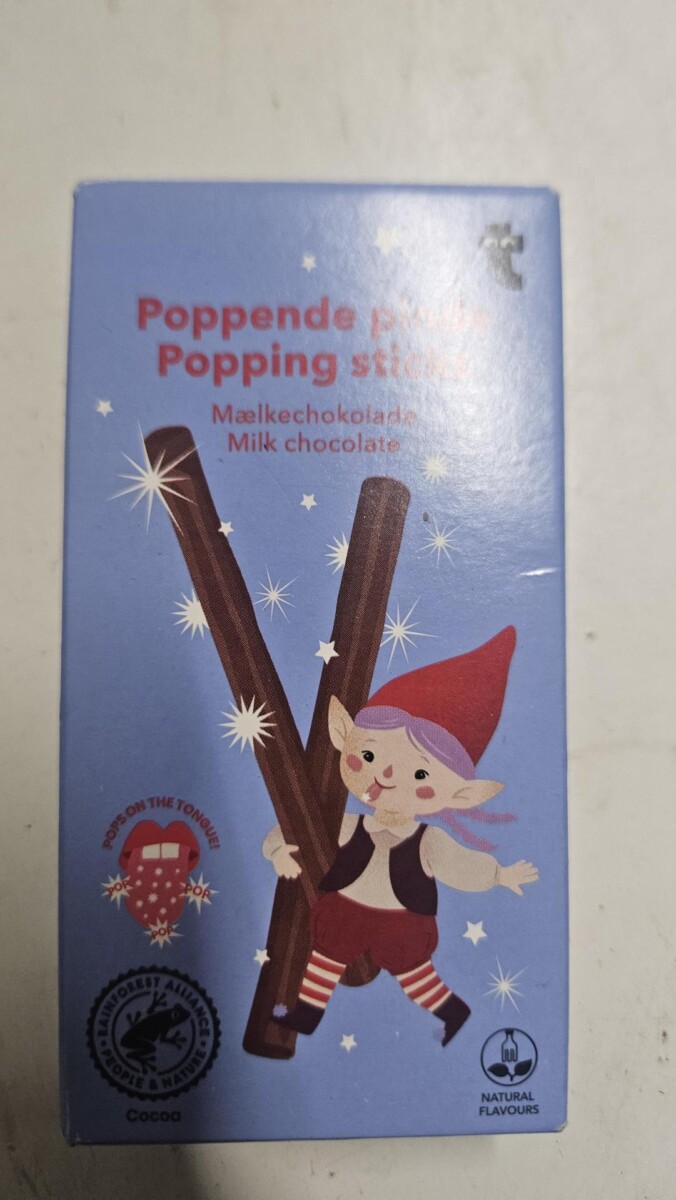 t
Poppende
Popping sticks
Mælkechokolade
Milk chocolate
POPS ON THE TONGUE!
POP POP
POP
RAINFOREST ALLIANCE
PEOPLE & NATURE
Cocoa
NATURAL
FLAVOURS